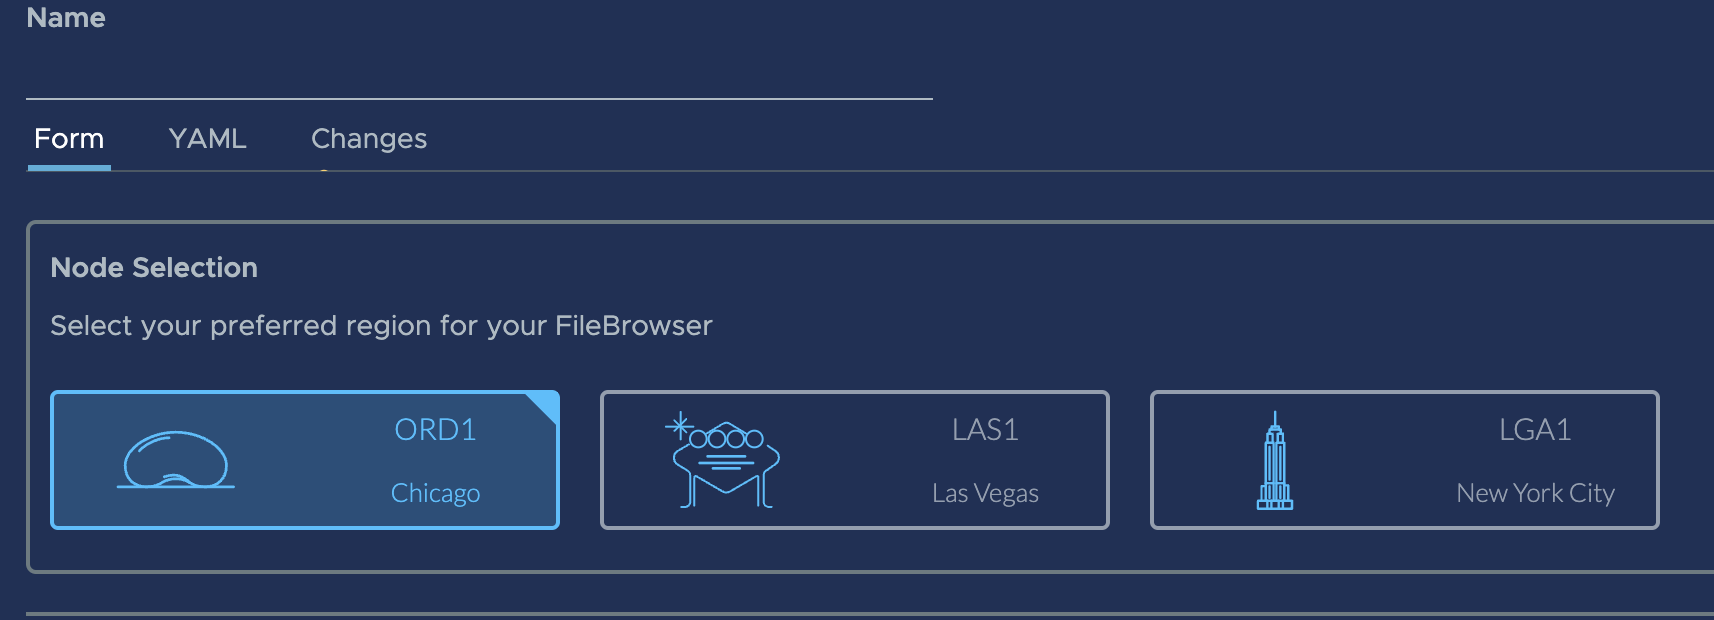 Name
Form YAML Changes
Node Selection
Select your preferred region for your FileBrowser
ORD1
Chicago
LAS1
Las Vegas
LGA1
New York City